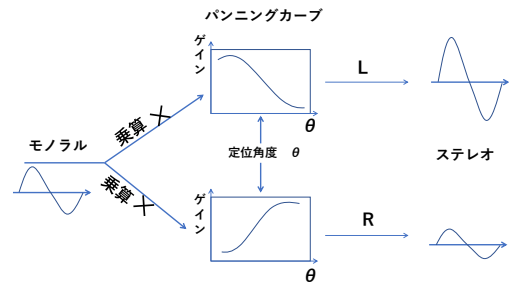 パンニングカーブ
ゲイン
L
θ
乗算 ×
モノラル
定位角度 θ
ステレオ
乗算 ×
ゲイン
R
θ